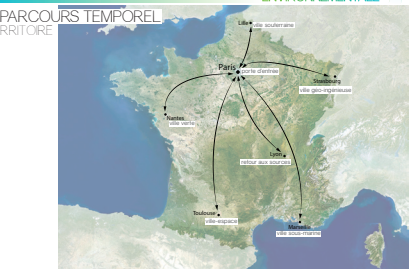 PARCOURS TEMPOREL
RRITOIRE
Lille
ville souterraine
Paris
porte d'entrée
Strasbourg
ville géo-ingénieuse
Nantes
ville verte
Lyon
retour aux sources
Toulouse
ville-espace
Marseille
ville sous-marine